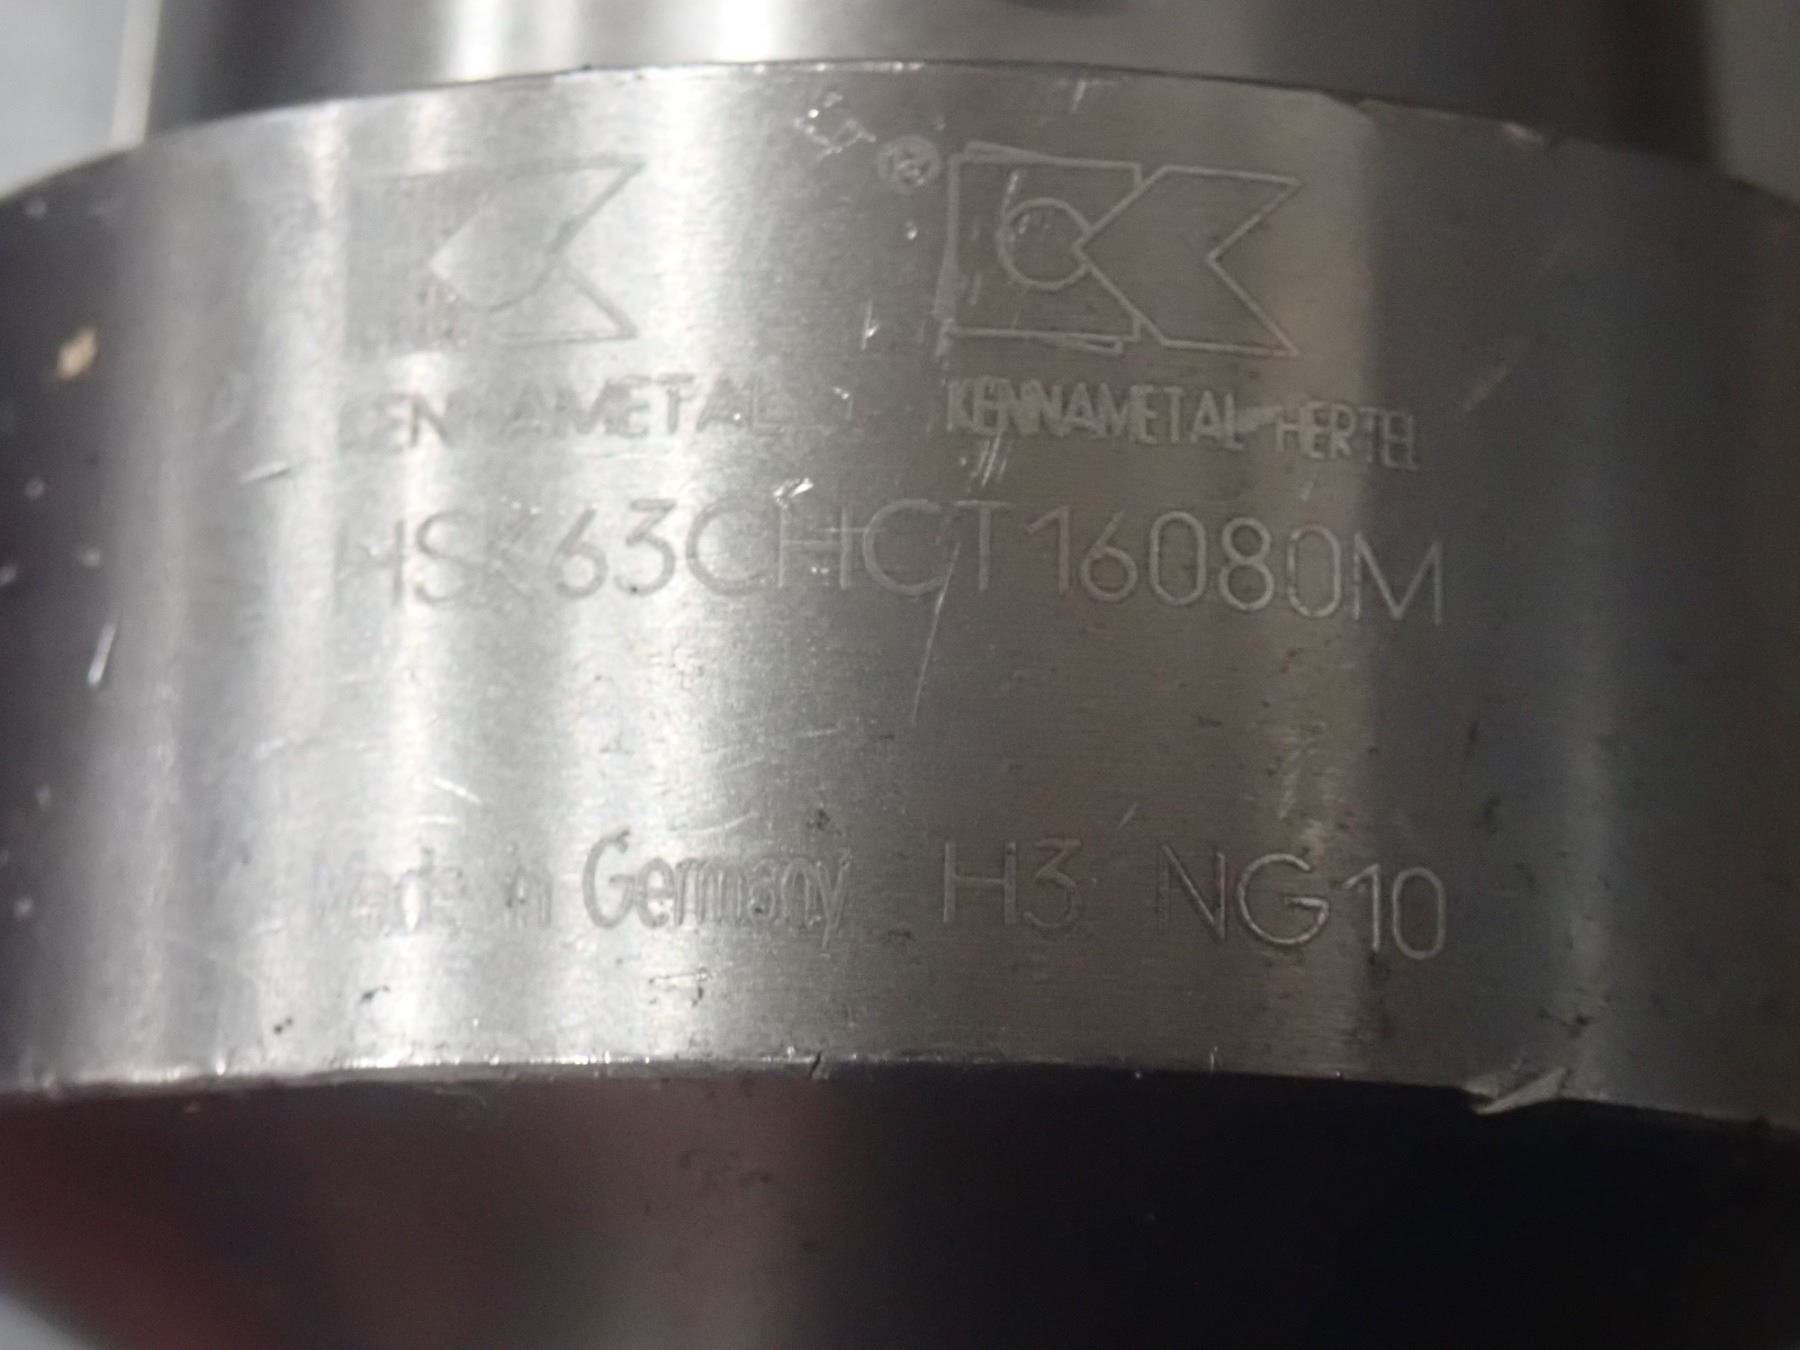 ®
KENNAMETAL KENNAMETAL HERTEL
HSK63CHCT16080M
Made in Germany H3 NG10